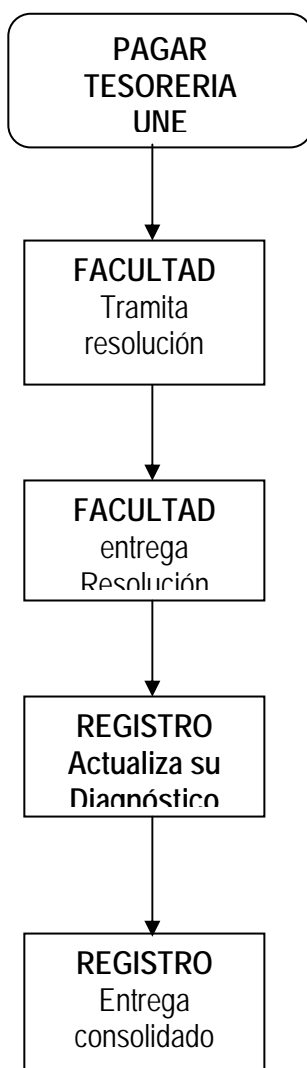 PAGAR
TESORERIA
UNE
FACULTAD
Tramita
resolución
FACULTAD
entrega
Resolución
REGISTRO
Actualiza su
Diagnóstico
REGISTRO
Entrega
consolidado